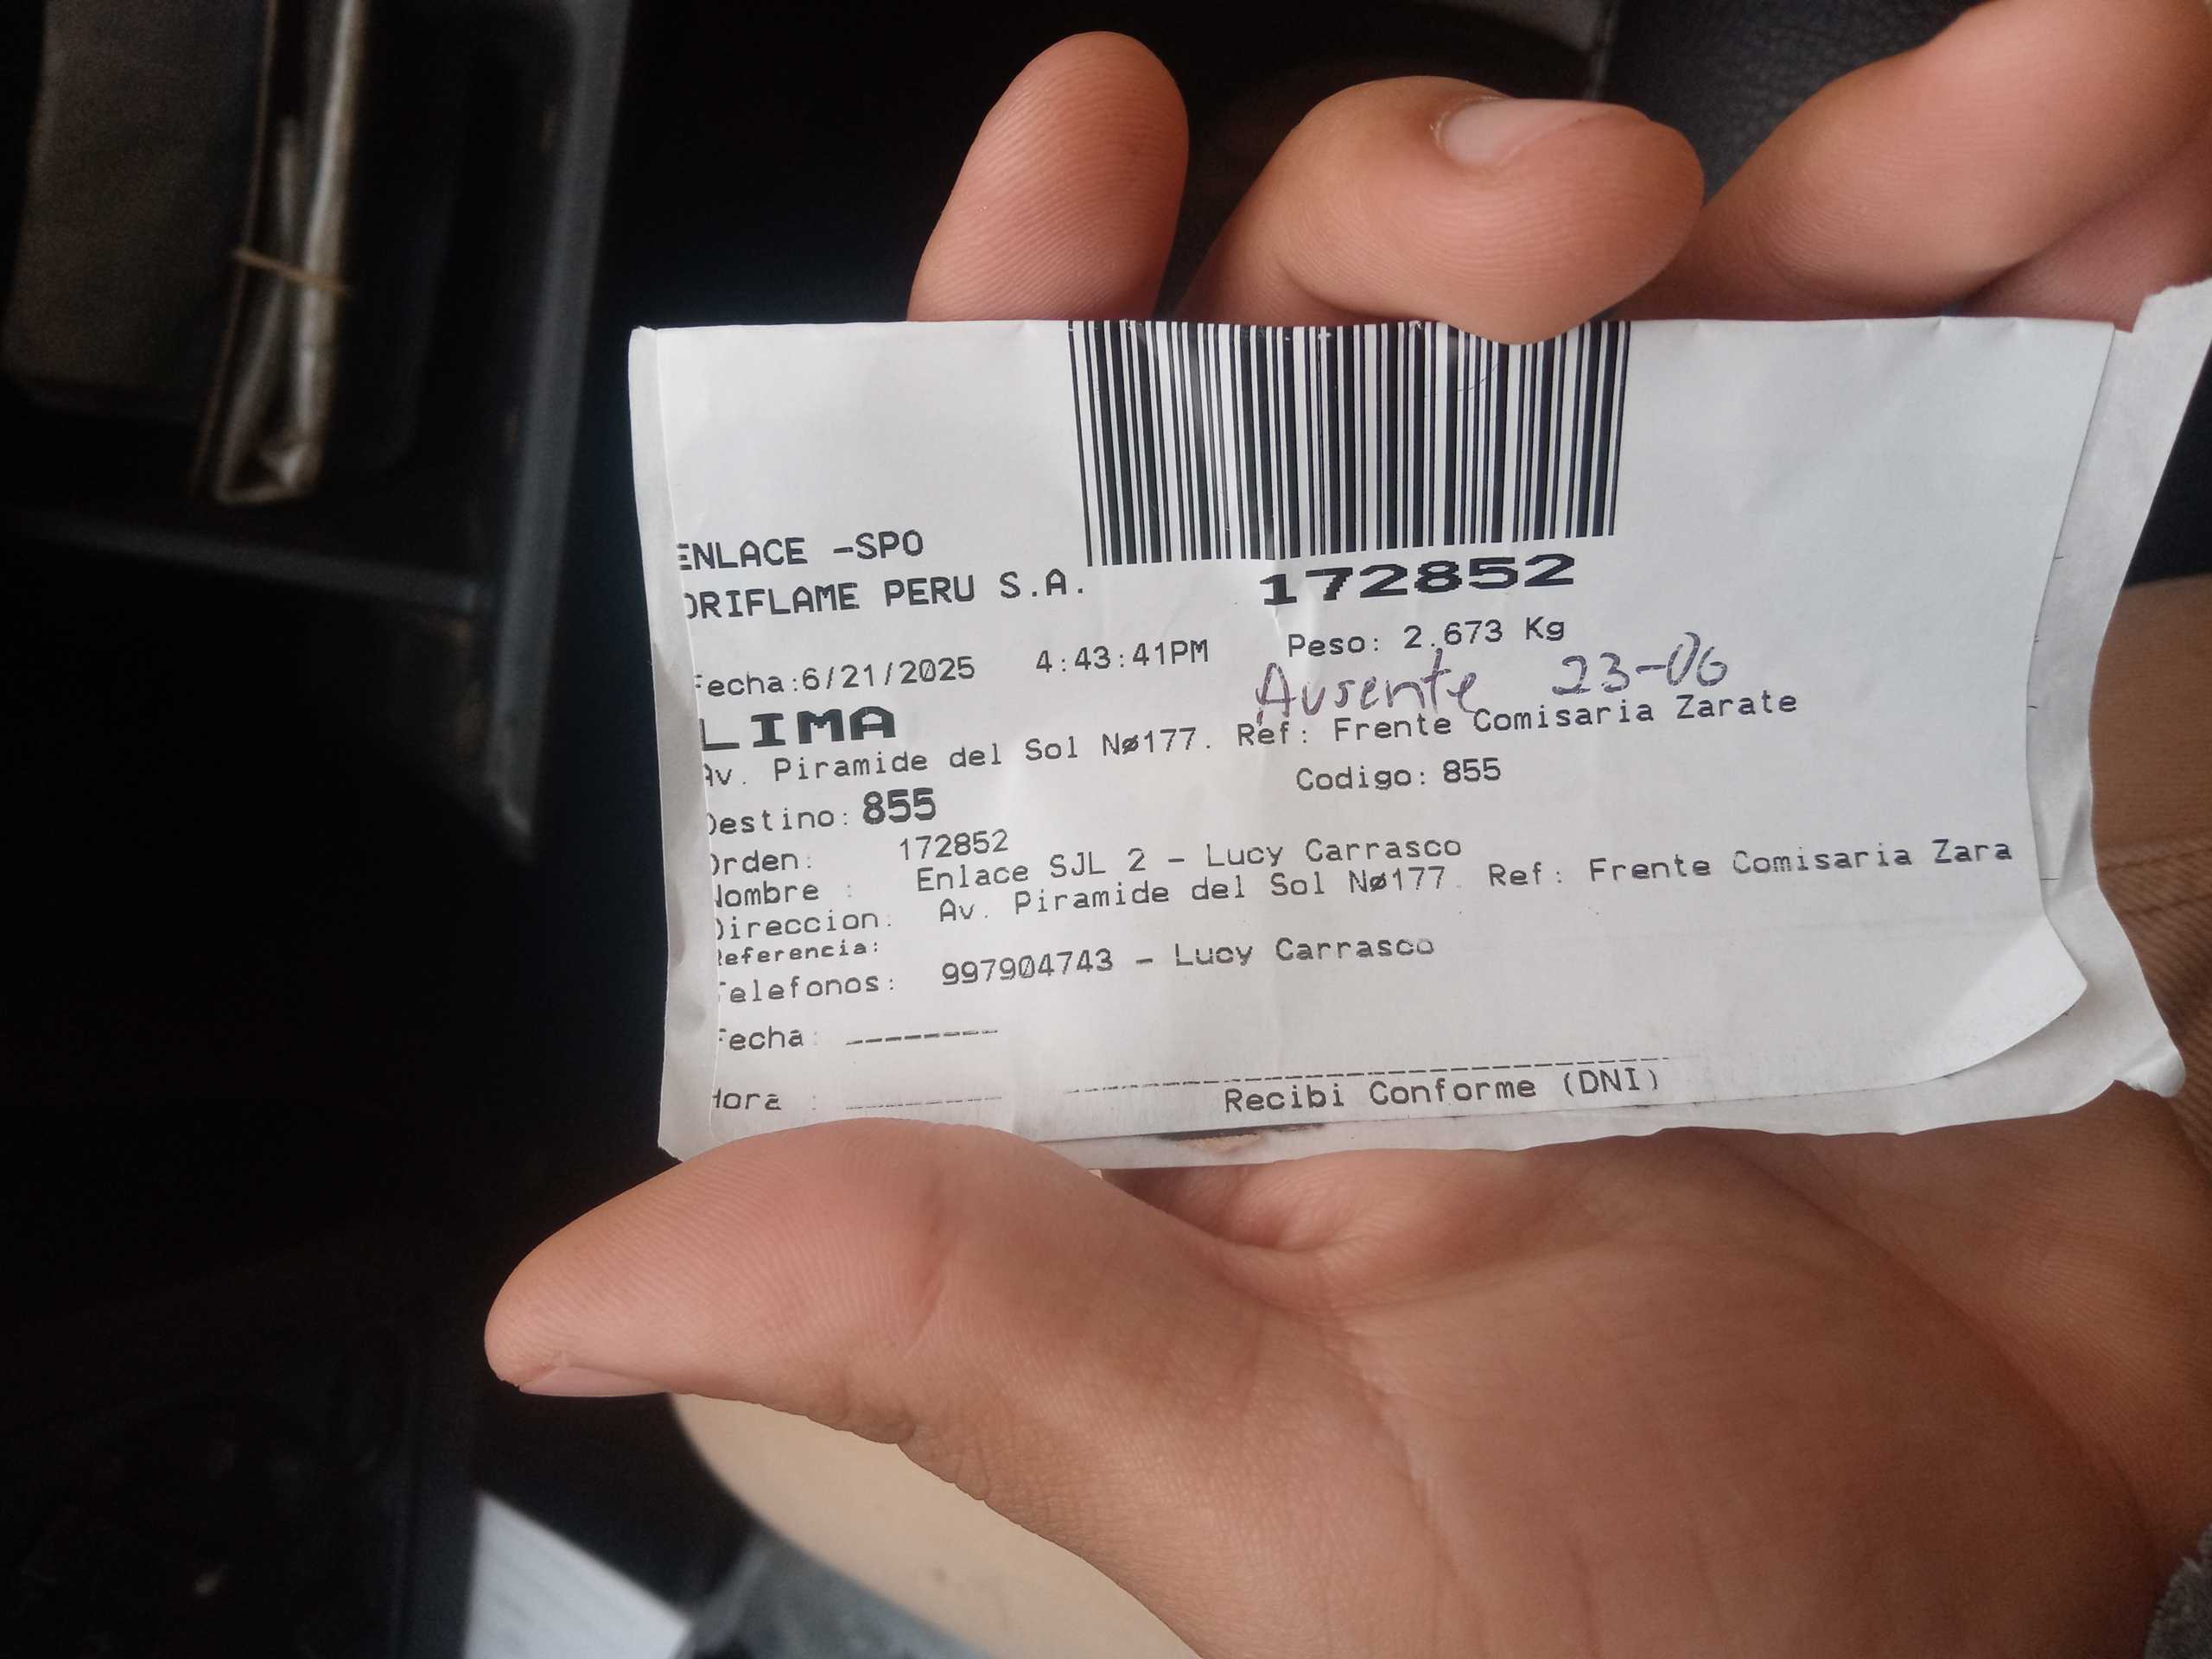 ENLACE -SPO
ORIFLAME PERU S.A.
172852
Fecha:6/21/2025 4:43:41PM Peso: 2.673 Kg
Ausente 23-06
LIMA
Av. Piramide del Sol Nø177. Ref: Frente Comisaria Zarate
Destino: 855 Codigo: 855
Orden: 172852
Nombre : Enlace SJL 2 - Lucy Carrasco
Direccion: Av. Piramide del Sol Nø177. Ref: Frente Comisaria Zara
Referencia:
Telefonos: 997904743 - Lucy Carrasco
Fecha: --------
Hora : --------
Recibi Conforme (DNI)